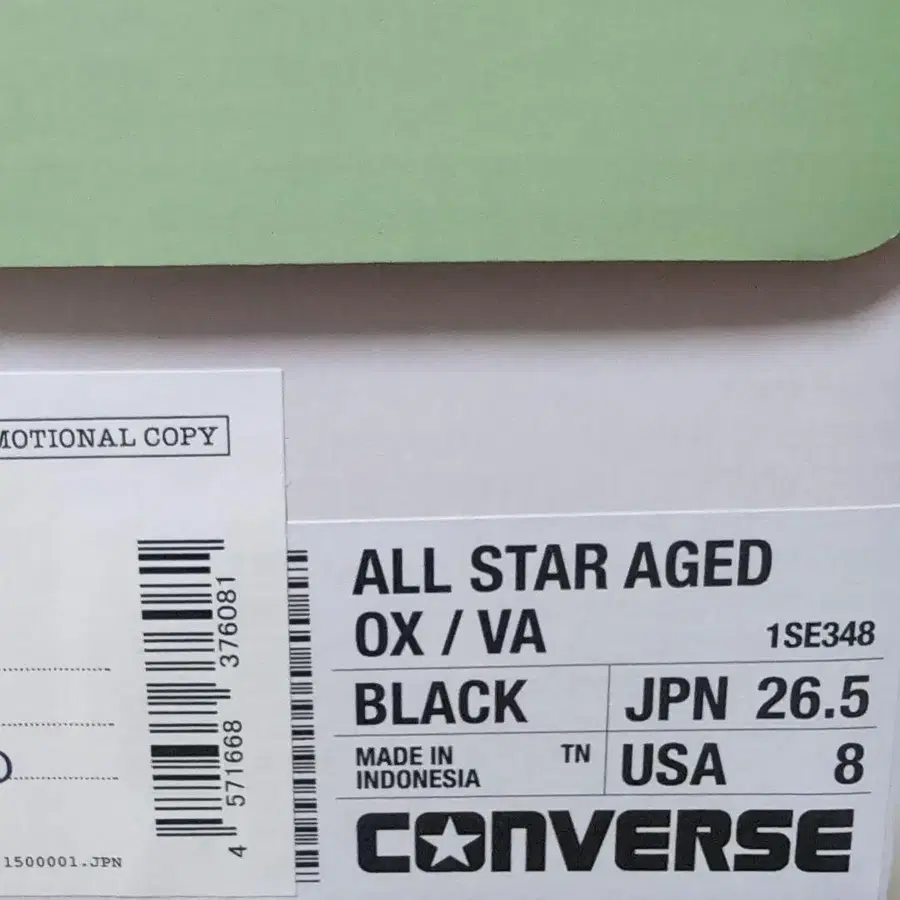 MOTIONAL COPY
4 571668 376081
1500001.JPN
ALL STAR AGED
OX / VA 1SE348
BLACK JPN 26.5
MADE IN INDONESIA TN USA 8
CONVERSE